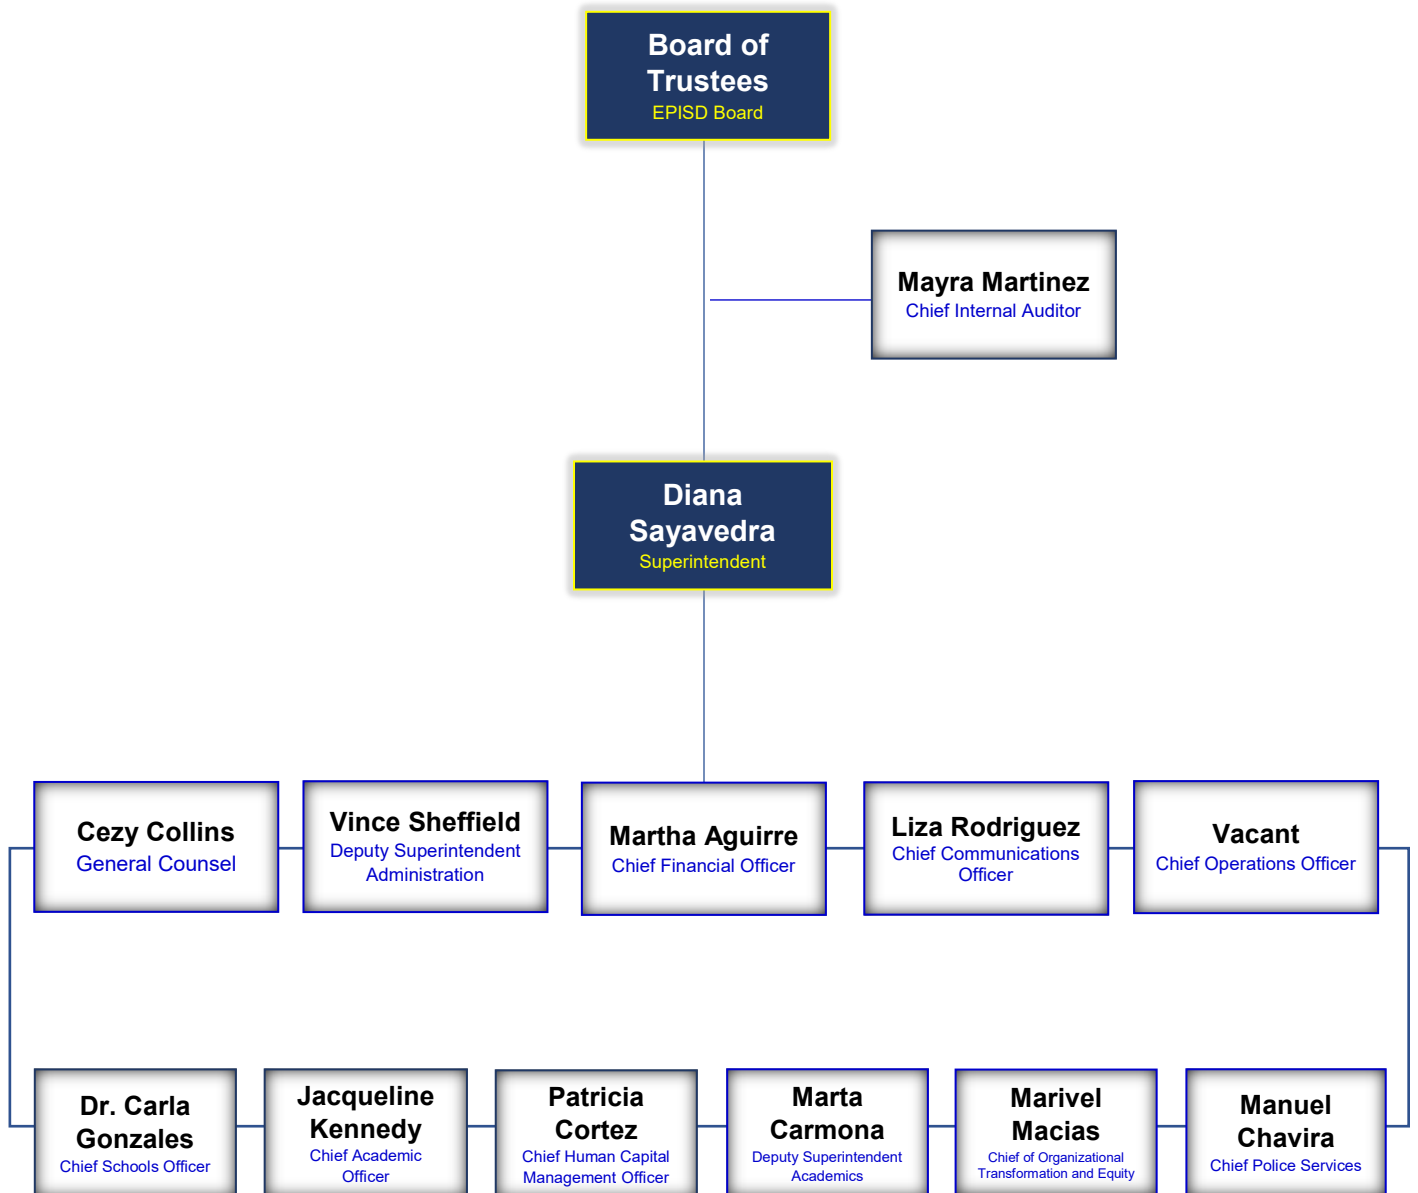 Board of
Trustees
EPISD Board
Mayra Martinez
Chief Internal Auditor
Diana
Sayavedra
Superintendent
Cezy Collins
General Counsel
Vince Sheffield
Deputy Superintendent
Administration
Martha Aguirre
Chief Financial Officer
Liza Rodriguez
Chief Communications
Officer
Vacant
Chief Operations Officer
Dr. Carla
Gonzales
Chief Schools Officer
Jacqueline
Kennedy
Chief Academic
Officer
Patricia
Cortez
Chief Human Capital
Management Officer
Marta
Carmona
Deputy Superintendent
Academics
Marivel
Macias
Chief of Organizational
Transformation and Equity
Manuel
Chavira
Chief Police Services